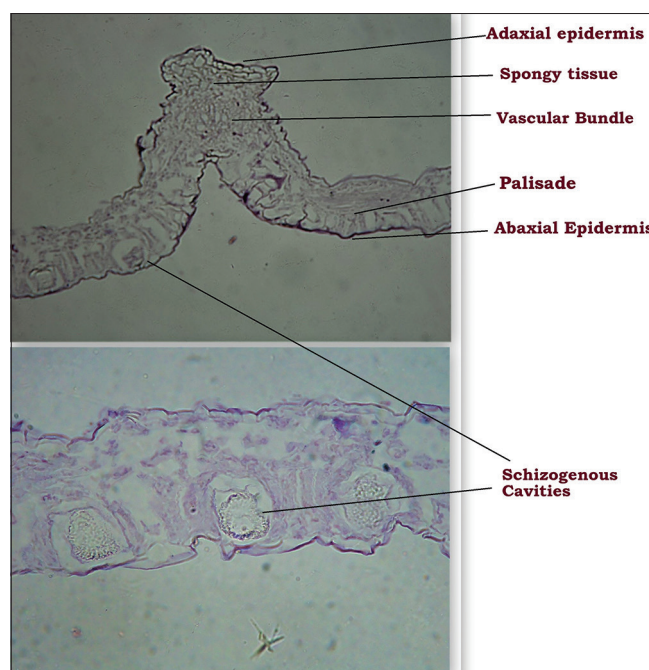 Adaxial epidermis
Spongy tissue
Vascular Bundle
Palisade
Abaxial Epidermis
Schizogenous
Cavities